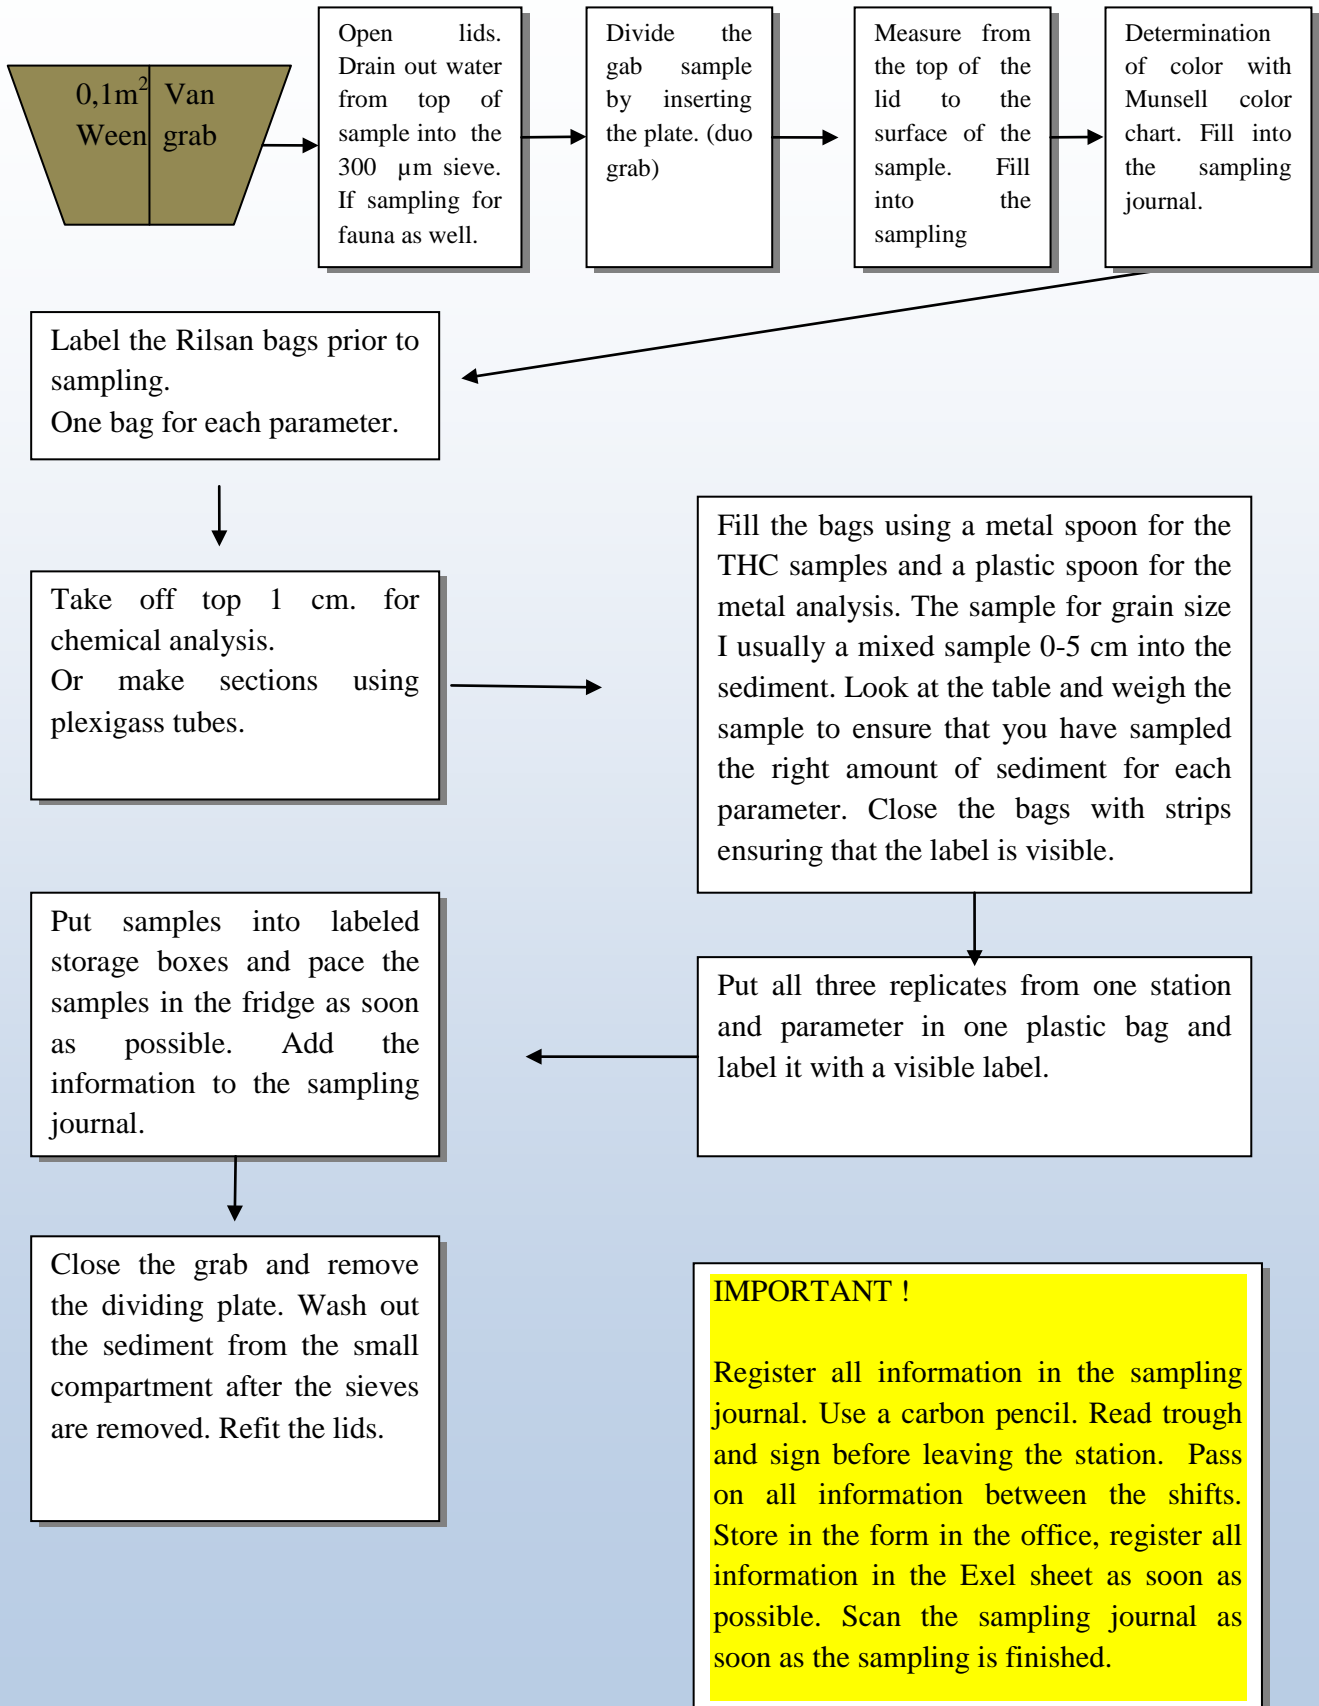 0,1m² Van
Ween grab
Open lids.
Drain out water
from top of
sample into the
300 µm sieve.
If sampling for
fauna as well.
Divide the
gab sample
by inserting
the plate. (duo
grab)
Measure from
the top of the
lid to the
surface of the
sample. Fill
into the
sampling
Determination
of color with
Munsell color
chart. Fill into
the sampling
journal.
Label the Rilsan bags prior to
sampling.
One bag for each parameter.
Take off top 1 cm. for
chemical analysis.
Or make sections using
plexigass tubes.
Fill the bags using a metal spoon for the
THC samples and a plastic spoon for the
metal analysis. The sample for grain size
I usually a mixed sample 0-5 cm into the
sediment. Look at the table and weigh the
sample to ensure that you have sampled
the right amount of sediment for each
parameter. Close the bags with strips
ensuring that the label is visible.
Put all three replicates from one station
and parameter in one plastic bag and
label it with a visible label.
Put samples into labeled
storage boxes and pace the
samples in the fridge as soon
as possible. Add the
information to the sampling
journal.
Close the grab and remove
the dividing plate. Wash out
the sediment from the small
compartment after the sieves
are removed. Refit the lids.
IMPORTANT !
Register all information in the sampling
journal. Use a carbon pencil. Read trough
and sign before leaving the station. Pass
on all information between the shifts.
Store in the form in the office, register all
information in the Exel sheet as soon as
possible. Scan the sampling journal as
soon as the sampling is finished.